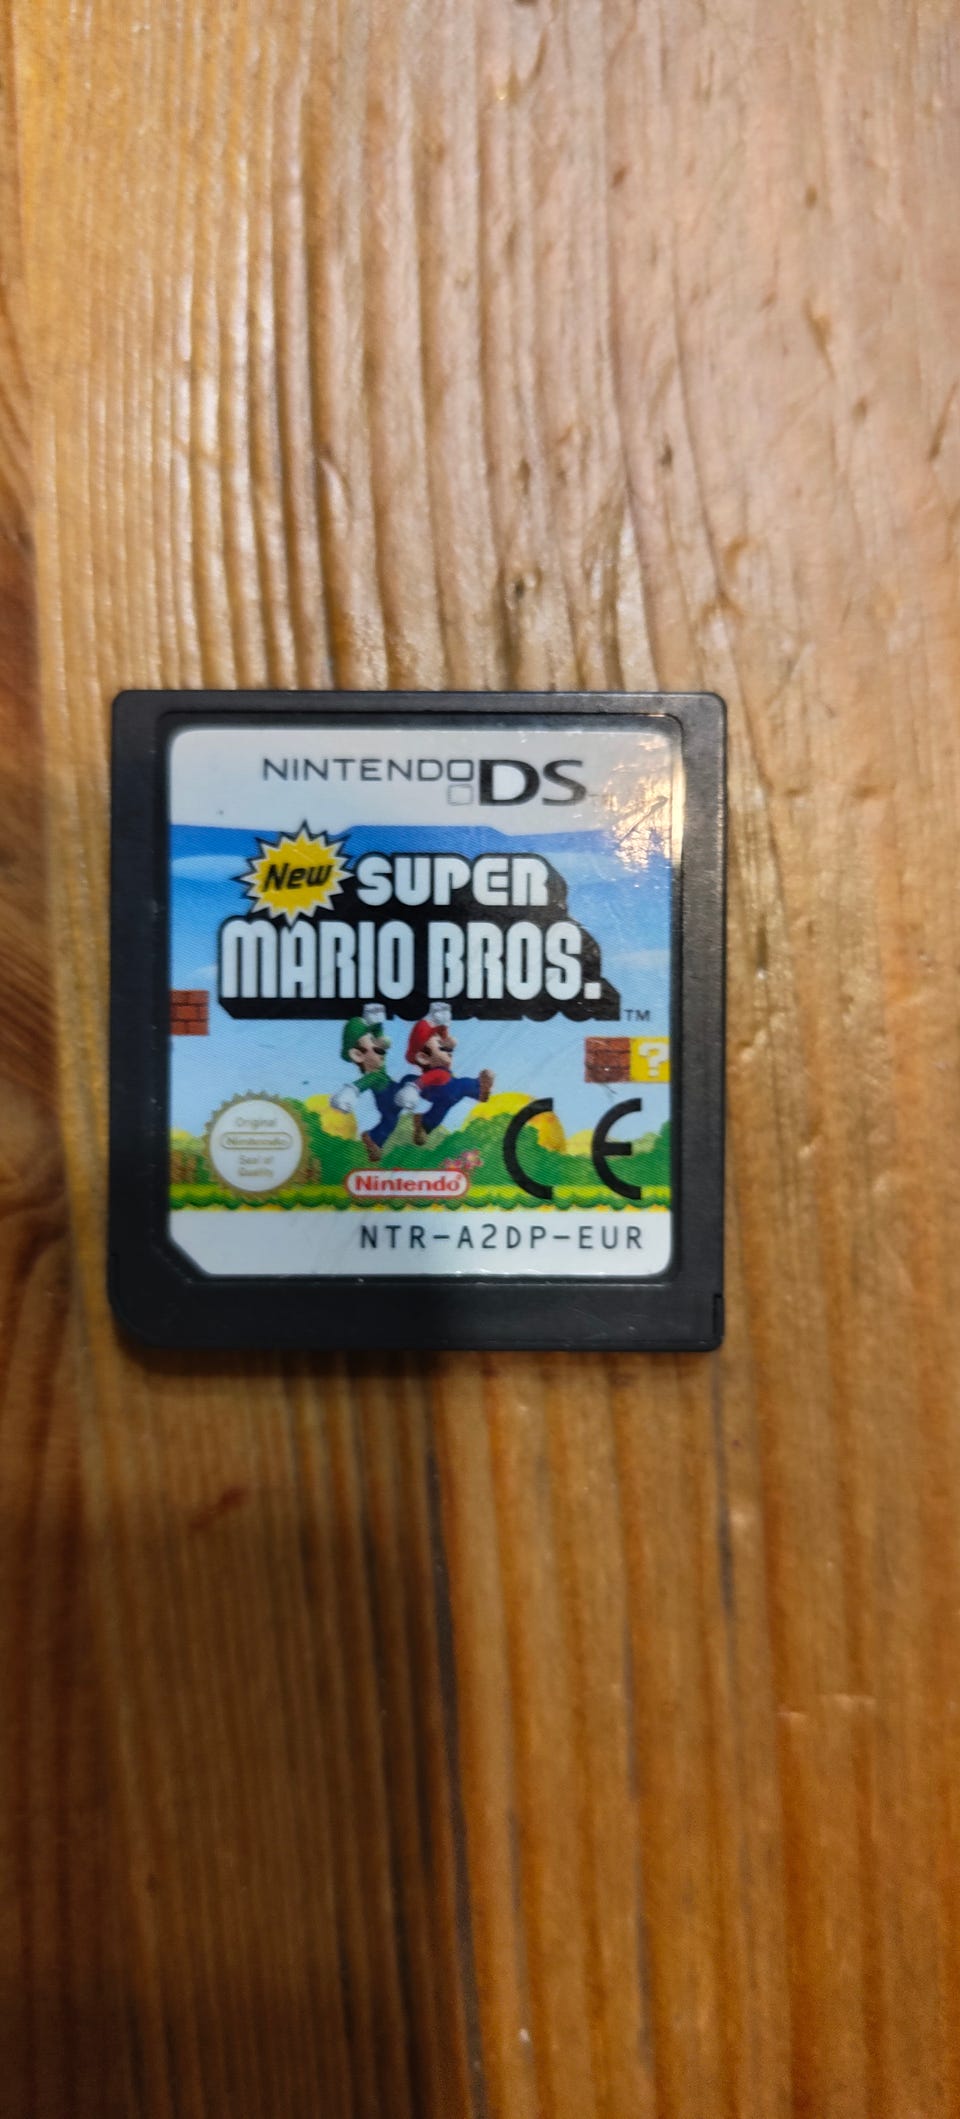 NINTENDO DS
New SUPER
MARIO BROS.
TM
?
Original
Nintendo
Seal of
Quality
CE
Nintendo
NTR-A2DP-EUR